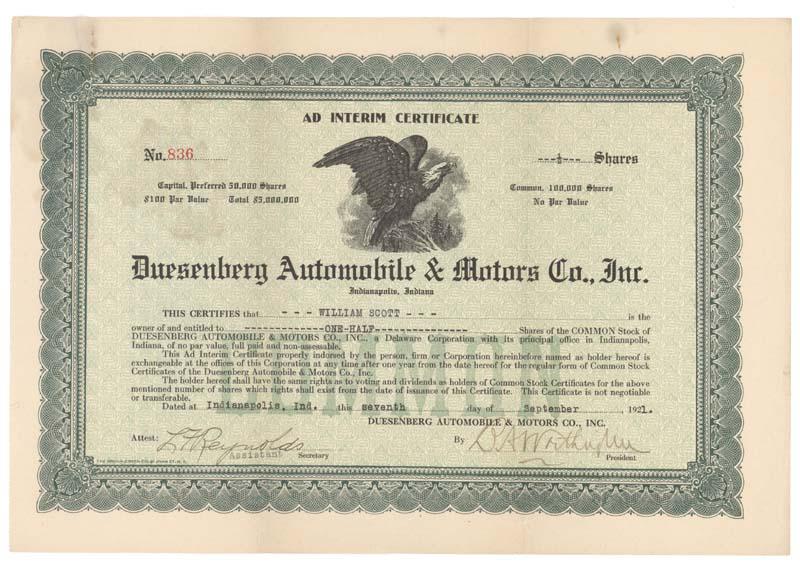 AD INTERIM CERTIFICATE
No. 836
---½--- Shares
Capital, Preferred 50,000 Shares
$100 Par Value Total $5,000,000
Common, 100,000 Shares
No Par Value
Duesenberg Automobile & Motors Co., Inc.
Indianapolis, Indiana
THIS CERTIFIES that - - - WILLIAM SCOTT - - - is the
owner of and entitled to -------------ONE-HALF--------------- Shares of the COMMON Stock of
DUESENBERG AUTOMOBILE & MOTORS CO., INC., a Delaware Corporation with its principal office in Indianapolis,
Indiana, of no par value, full paid and non-assessable.
This Ad Interim Certificate properly indorsed by the person, firm or Corporation hereinbefore named as holder hereof is
exchangeable at the offices of this Corporation at any time after one year from the date hereof for the regular form of Common Stock
Certificates of the Duesenberg Automobile & Motors Co., Inc.
The holder hereof shall have the same rights as to voting and dividends as holders of Common Stock Certificates for the above
mentioned number of shares which rights shall exist from the date of issuance of this Certificate. This Certificate is not negotiable
or transferable.
Dated at Indianapolis, Ind. this seventh day of September 1921.
DUESENBERG AUTOMOBILE & MOTORS CO., INC.
Attest: L F Reynolds
Assistant Secretary
By
President